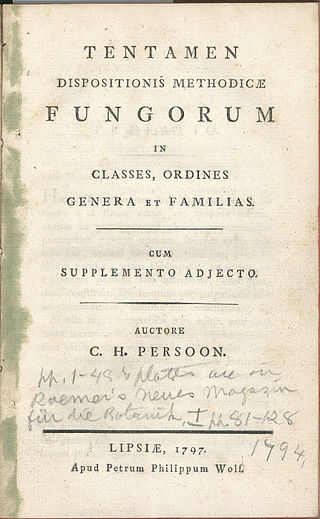 TENTAMEN
DISPOSITIONIS METHODICÆ
FUNGORUM
IN
CLASSES, ORDINES
GENERA ET FAMILIAS.
CUM
SUPPLEMENTO ADJECTO.
AUCTORE
C. H. PERSOON.
pp. 1-48 & plates are in
Roemer's, neues Magazin
für die Botanik, I pp. 81-128
1794,
LIPSIÆ, 1797.
Apud Petrum Philippum Wolf.